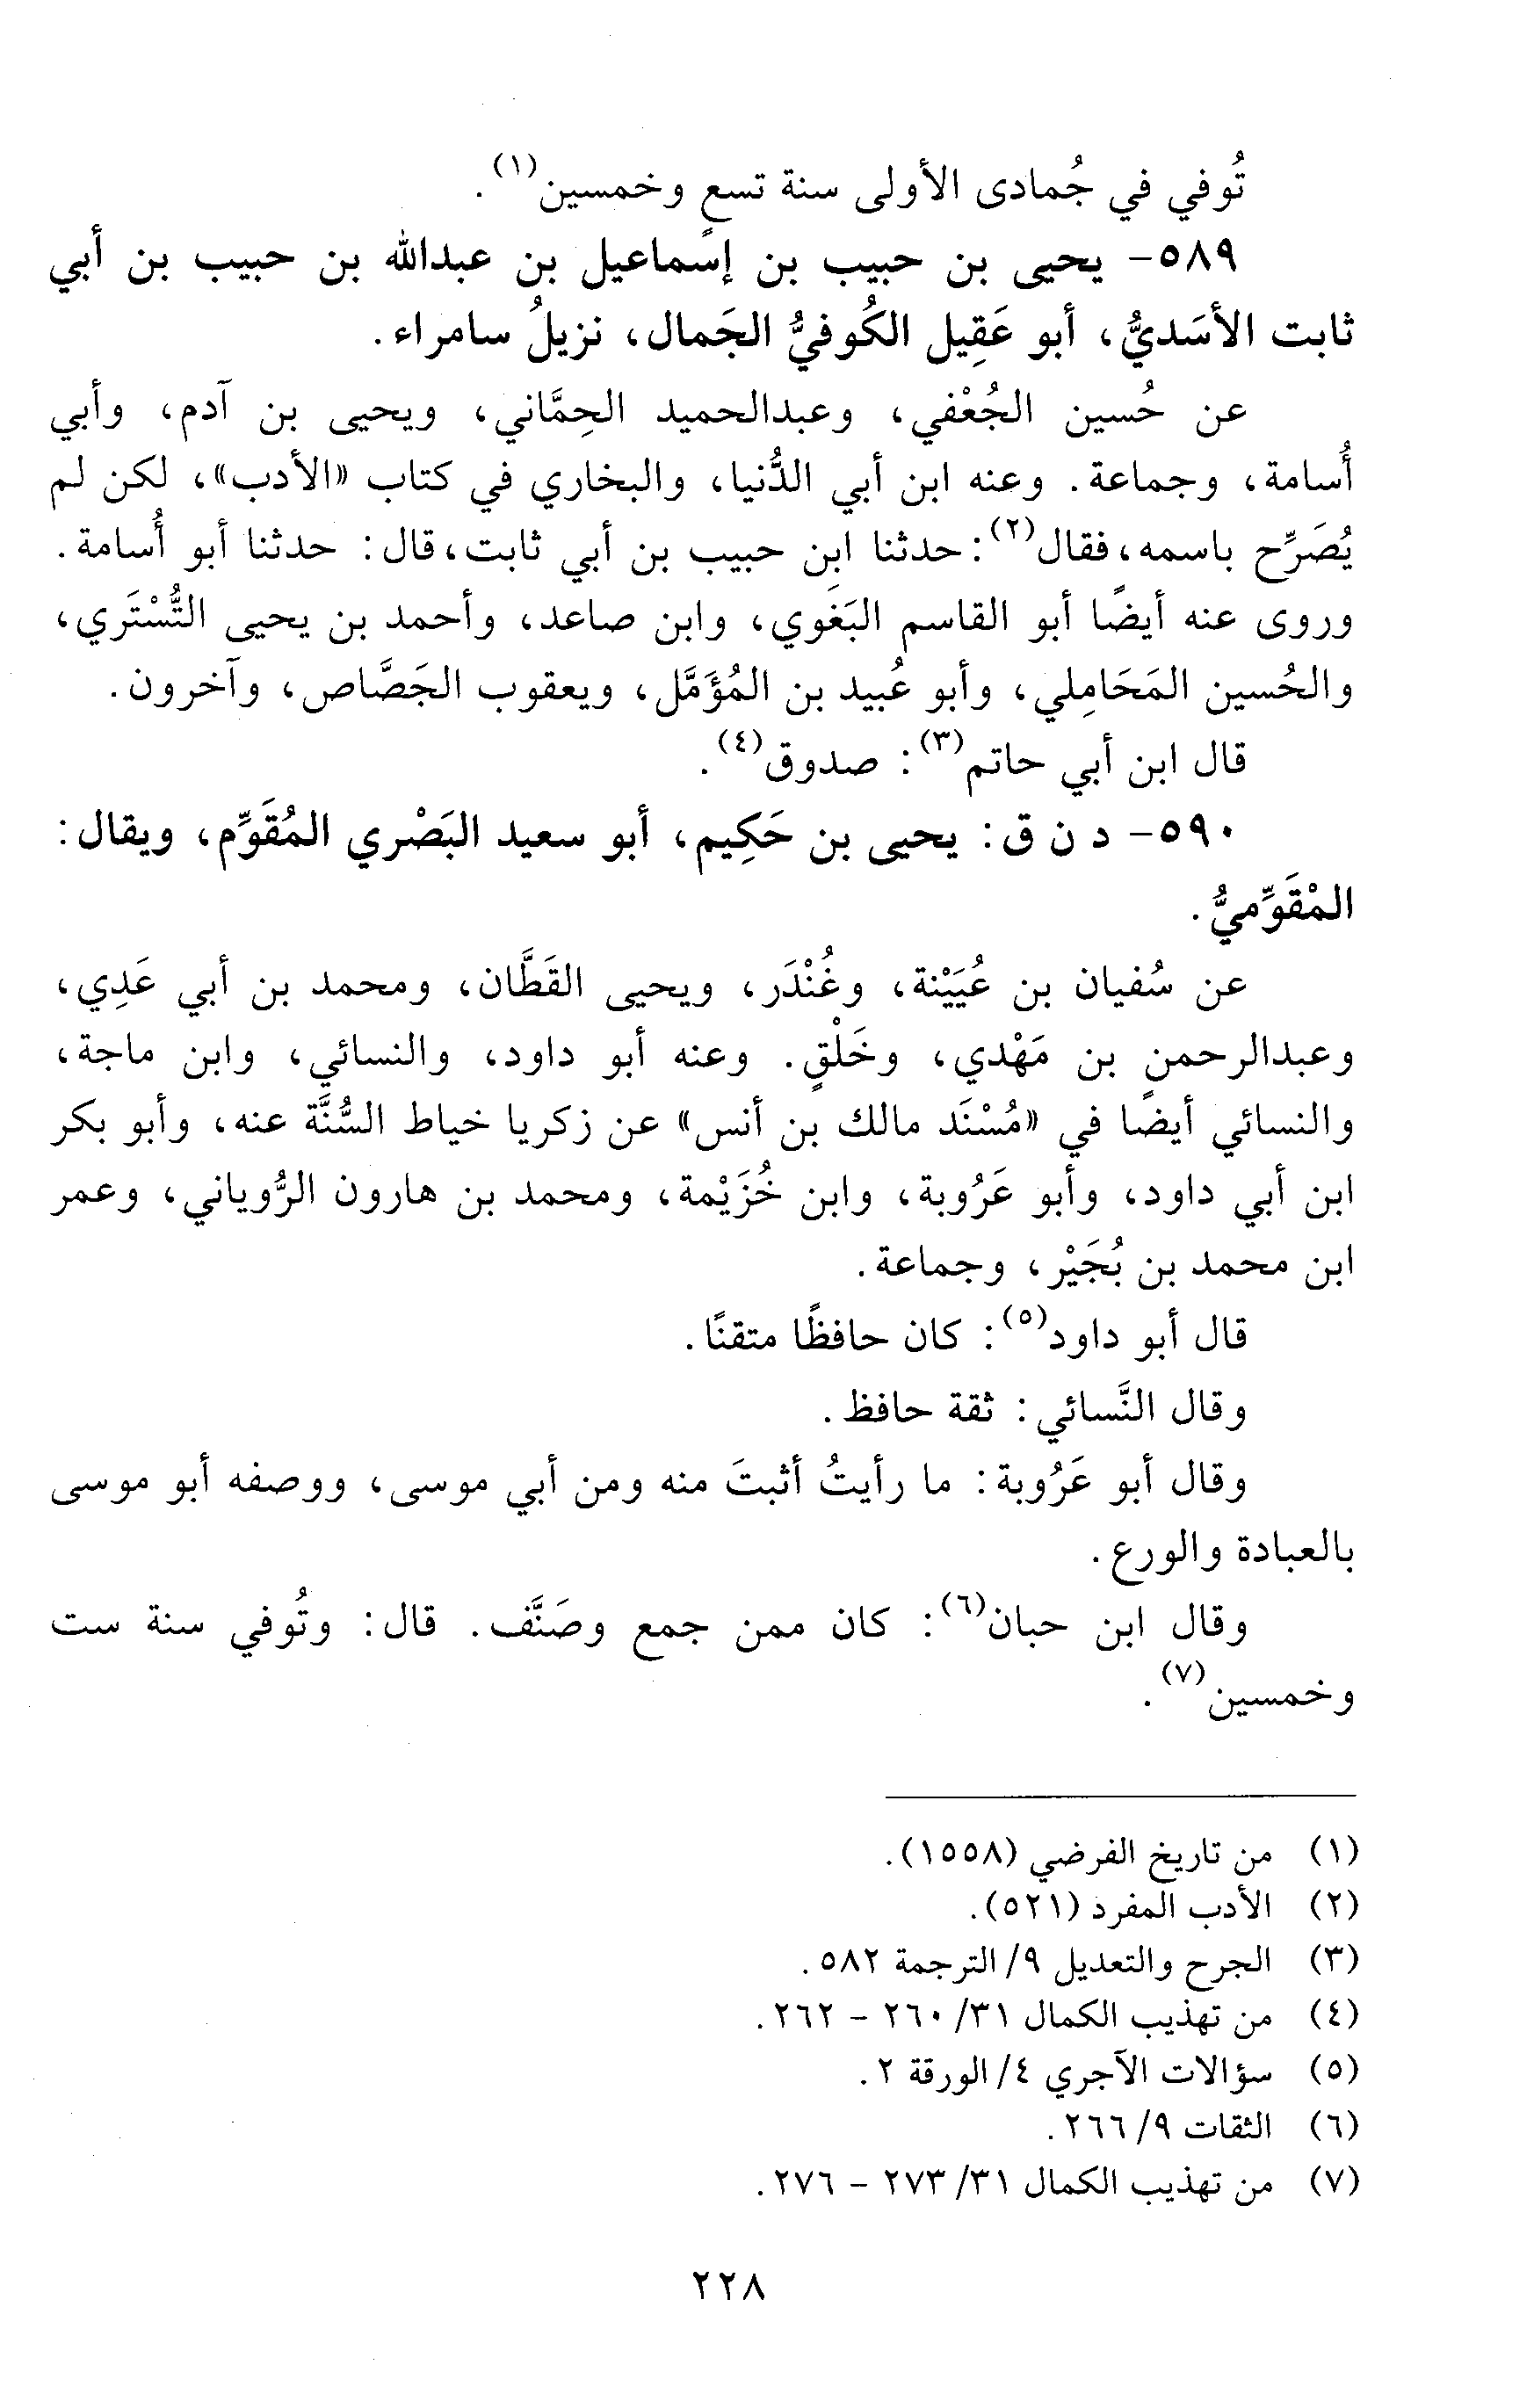 تُوفي في جُمادى الأولى سنة تسعٍ وخمسين(١).
٥٨٩- يحيى بن حبيب بن إسماعيل بن عبدالله بن حبيب بن أبي
ثابت الأسَديُّ، أبو عَقِيل الكُوفيُّ الجَمال، نزيلُ سامراء.
عن حُسين الجُعْفي، وعبدالحميد الحِمَّاني، ويحيى بن آدم، وأبي
أُسامة، وجماعة. وعنه ابن أبي الدُّنيا، والبخاري في كتاب «الأدب»، لكن لم
يُصَرِّح باسمه، فقال(٢): حدثنا ابن حبيب بن أبي ثابت، قال: حدثنا أبو أُسامة.
وروى عنه أيضًا أبو القاسم البَغَوي، وابن صاعد، وأحمد بن يحيى التُّسْتَري،
والحُسين المَحَامِلي، وأبو عُبيد بن المُؤَمَّل، ويعقوب الجَصَّاص، وآخرون.
قال ابن أبي حاتم(٣): صدوق(٤).
٥٩٠- د ن ق: يحيى بن حَكِيم، أبو سعيد البَصْري المُقَوِّم، ويقال:
المْقَوِّميُّ.
عن سُفيان بن عُيَيْنة، وغُنْدَر، ويحيى القَطَّان، ومحمد بن أبي عَدِي،
وعبدالرحمن بن مَهْدي، وخَلْقٍ. وعنه أبو داود، والنسائي، وابن ماجة،
والنسائي أيضًا في «مُسْنَد مالك بن أنس» عن زكريا خياط السُّنَّة عنه، وأبو بكر
ابن أبي داود، وأبو عَرُوبة، وابن خُزَيْمة، ومحمد بن هارون الرُّوياني، وعمر
ابن محمد بن بُجَيْر، وجماعة.
قال أبو داود(٥): كان حافظًا متقنًا.
وقال النَّسائي: ثقة حافظ.
وقال أبو عَرُوبة: ما رأيتُ أثبتَ منه ومن أبي موسى، ووصفه أبو موسى
بالعبادة والورع.
وقال ابن حبان(٦): كان ممن جمع وصَنَّف. قال: وتُوفي سنة ست
وخمسين(٧).
(١) من تاريخ الفرضي (١٥٥٨).
(٢) الأدب المفرد (٥٢١).
(٣) الجرح والتعديل ٩/ الترجمة ٥٨٢.
(٤) من تهذيب الكمال ٣١/ ٢٦٠ - ٢٦٢.
(٥) سؤالات الآجري ٤/ الورقة ٢.
(٦) الثقات ٩/ ٢٦٦.
(٧) من تهذيب الكمال ٣١/ ٢٧٣ - ٢٧٦.
٢٢٨